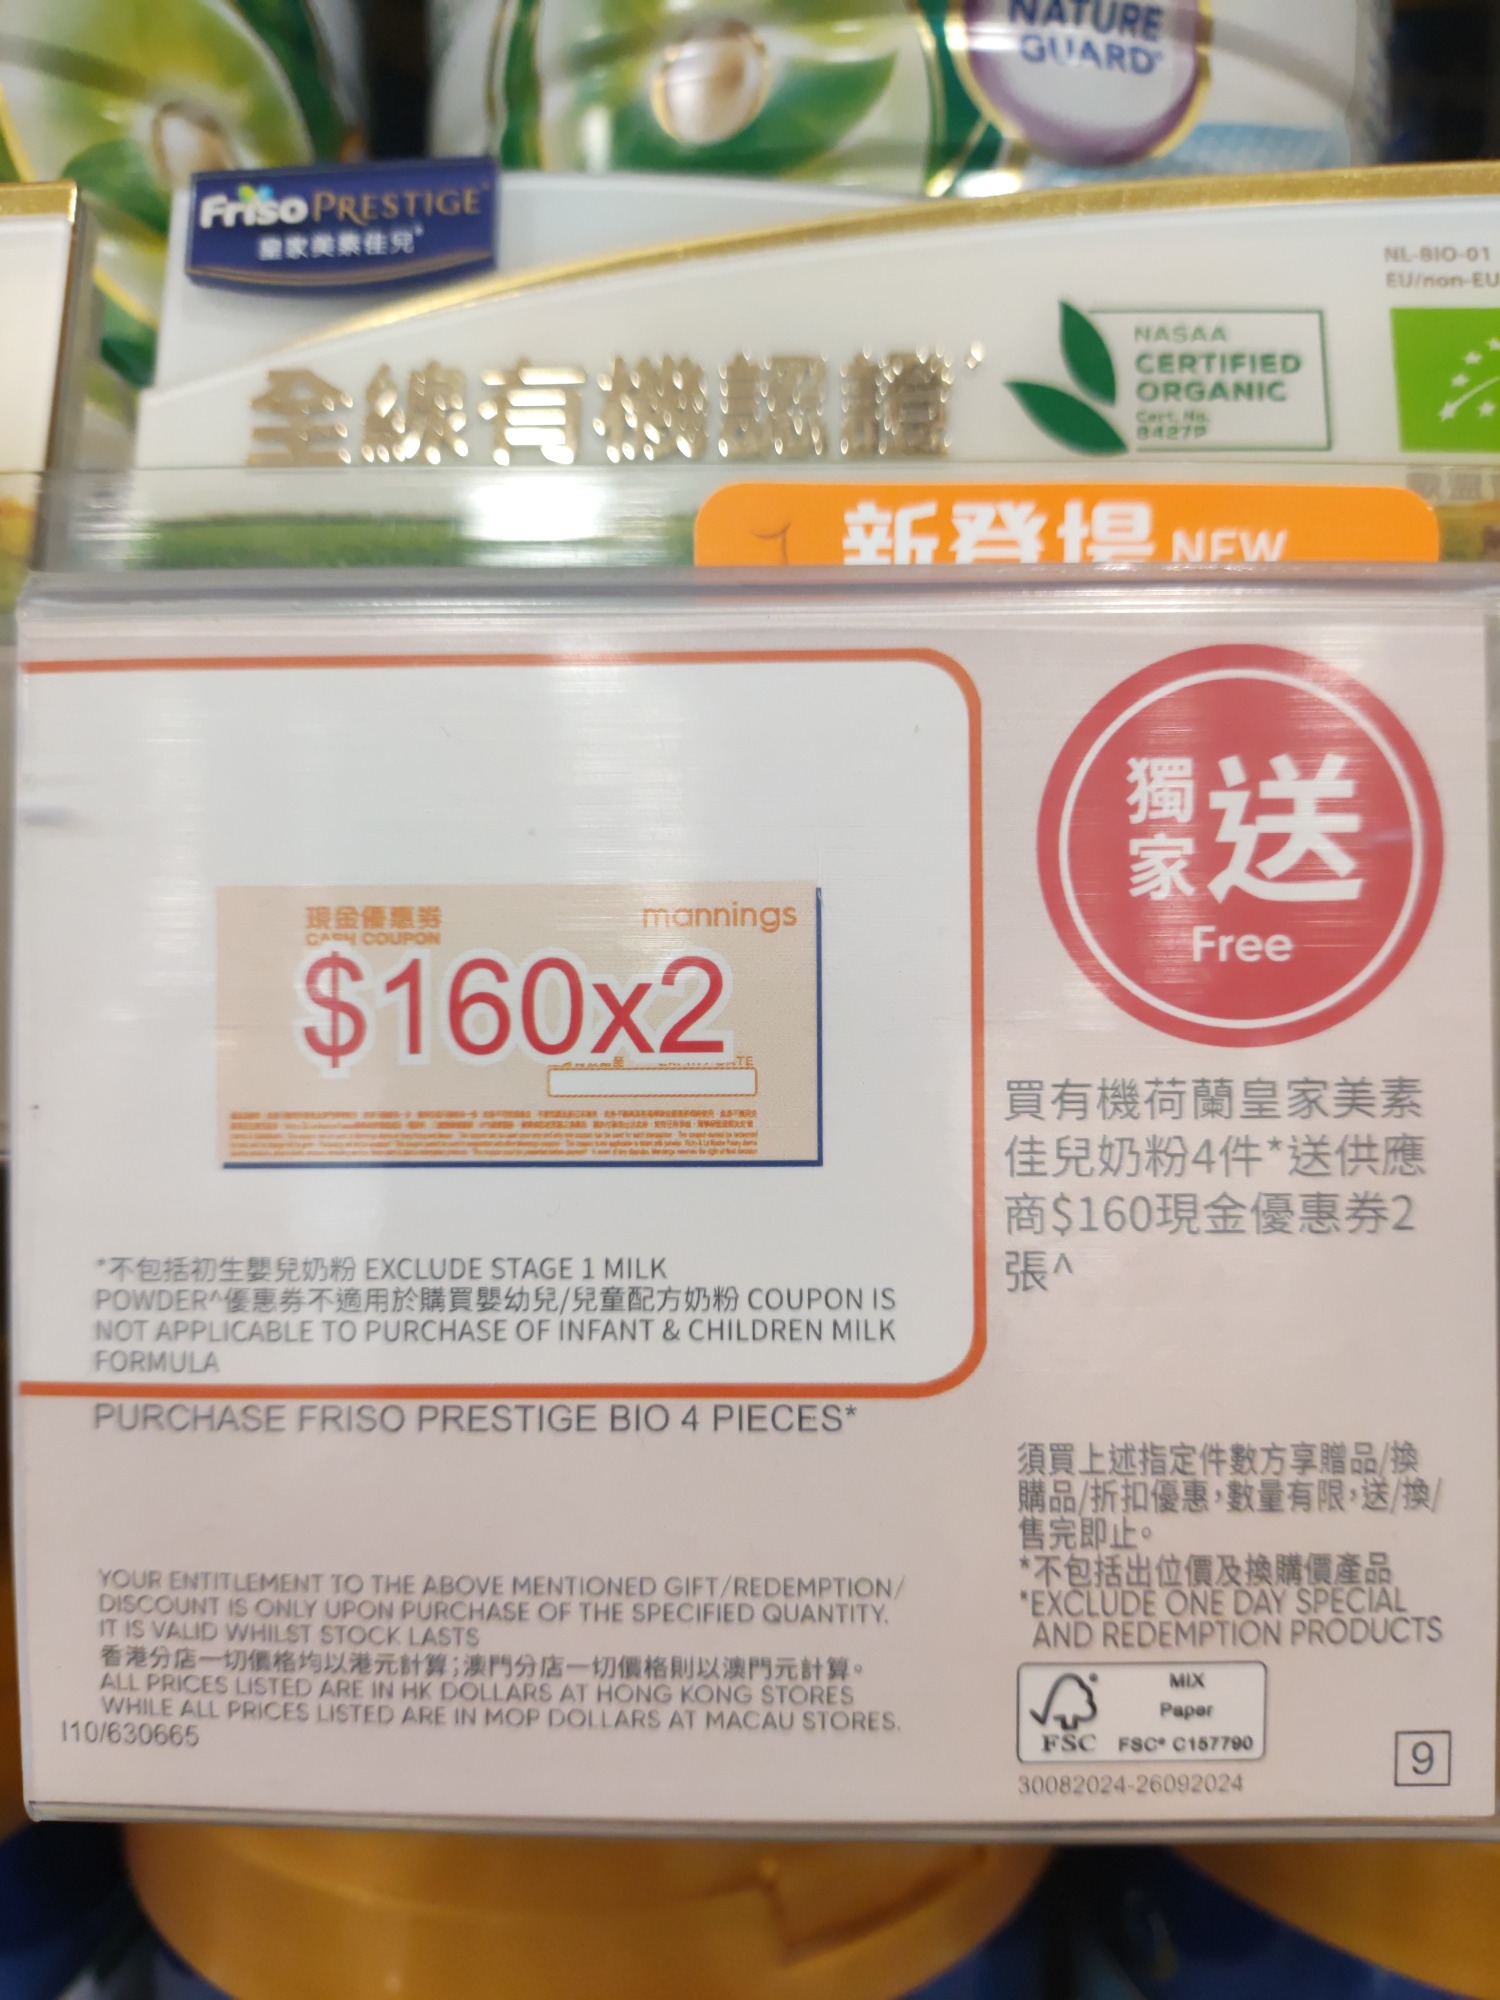 NATURE
GUARD
Friso PRESTIGE
皇家美素佳兒
NL-BIO-01
EU/non-EU
全線有機認證
NASAA
CERTIFIED
ORGANIC
Cert. No.
8427P
新登場 NEW
獨家送
Free
現金優惠券
mannings
CASH COUPON
$160x2
買有機荷蘭皇家美素
佳兒奶粉4件*送供應
商$160現金優惠券2
張^
*不包括初生嬰兒奶粉 EXCLUDE STAGE 1 MILK
POWDER^優惠券不適用於購買嬰幼兒/兒童配方奶粉 COUPON IS
NOT APPLICABLE TO PURCHASE OF INFANT & CHILDREN MILK
FORMULA
PURCHASE FRISO PRESTIGE BIO 4 PIECES*
須買上述指定件數方享贈品/換
購品/折扣優惠，數量有限，送/換/
售完即止。
*不包括出位價及換購價產品
*EXCLUDE ONE DAY SPECIAL
AND REDEMPTION PRODUCTS
YOUR ENTITLEMENT TO THE ABOVE MENTIONED GIFT/REDEMPTION/
DISCOUNT IS ONLY UPON PURCHASE OF THE SPECIFIED QUANTITY.
IT IS VALID WHILST STOCK LASTS
香港分店一切價格均以港元計算；澳門分店一切價格則以澳門元計算。
ALL PRICES LISTED ARE IN HK DOLLARS AT HONG KONG STORES
WHILE ALL PRICES LISTED ARE IN MOP DOLLARS AT MACAU STORES.
I10/630665
MIX
Paper
FSC
FSC® C157790
30082024-26092024
9